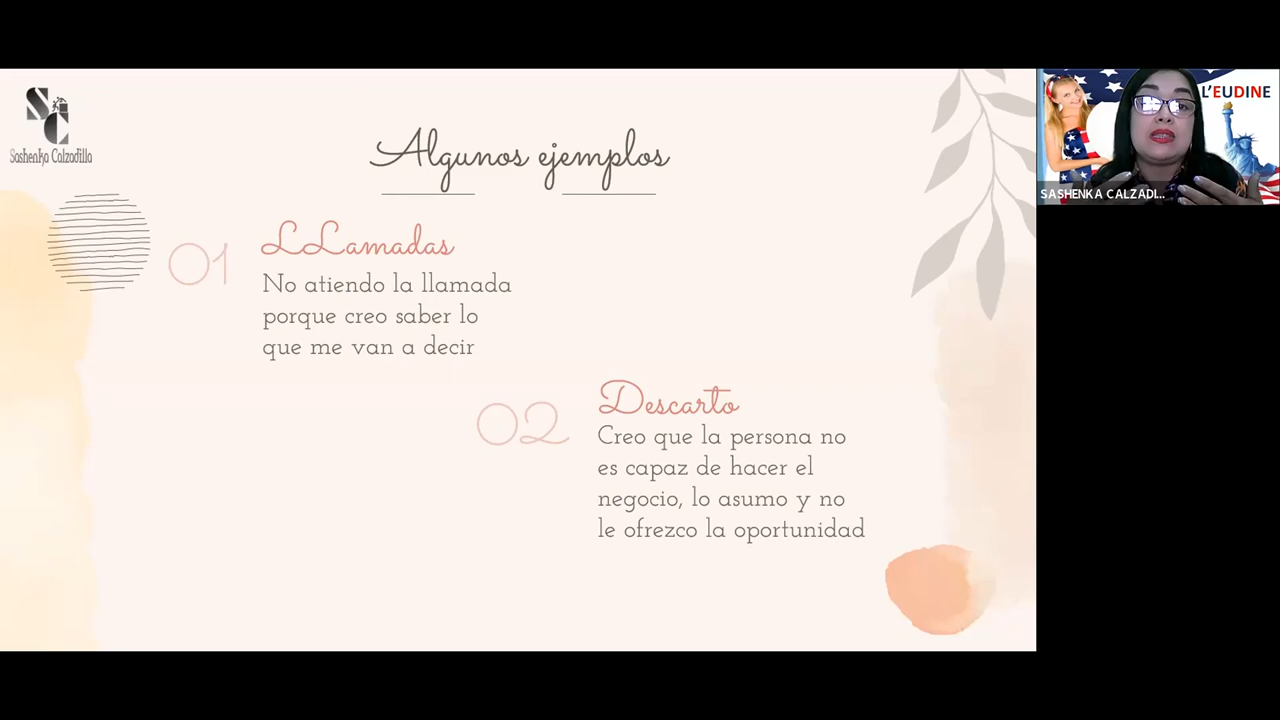 SC
Sashenka Calzadilla
Algunos ejemplos
01
LLamadas
No atiendo la llamada
porque creo saber lo
que me van a decir
02
Descarto
Creo que la persona no
es capaz de hacer el
negocio, lo asumo y no
le ofrezco la oportunidad
L'EUDINE
SASHENKA CALZADI...